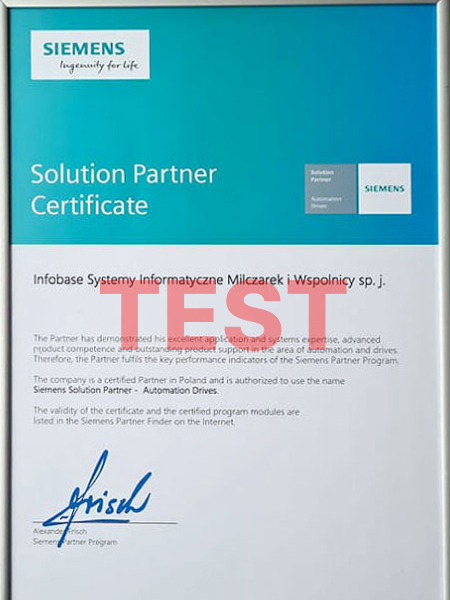 SIEMENS
Ingenuity for life
Solution Partner
Certificate
Solution
Partner
Automation
Drives
SIEMENS
Infobase Systemy Informatyczne Milczarek i Wspolnicy sp. j.
TEST
The Partner has demonstrated his excellent application and systems expertise, advanced
product competence and outstanding product support in the area of automation and drives.
Therefore, the Partner fulfils the key performance indicators of the Siemens Partner Program.
The company is a certified Partner in Poland and is authorized to use the name
Siemens Solution Partner - Automation Drives.
The validity of the certificate and the certified program modules are
listed in the Siemens Partner Finder on the Internet.
Frisch
Alexander Frisch
Siemens Partner Program